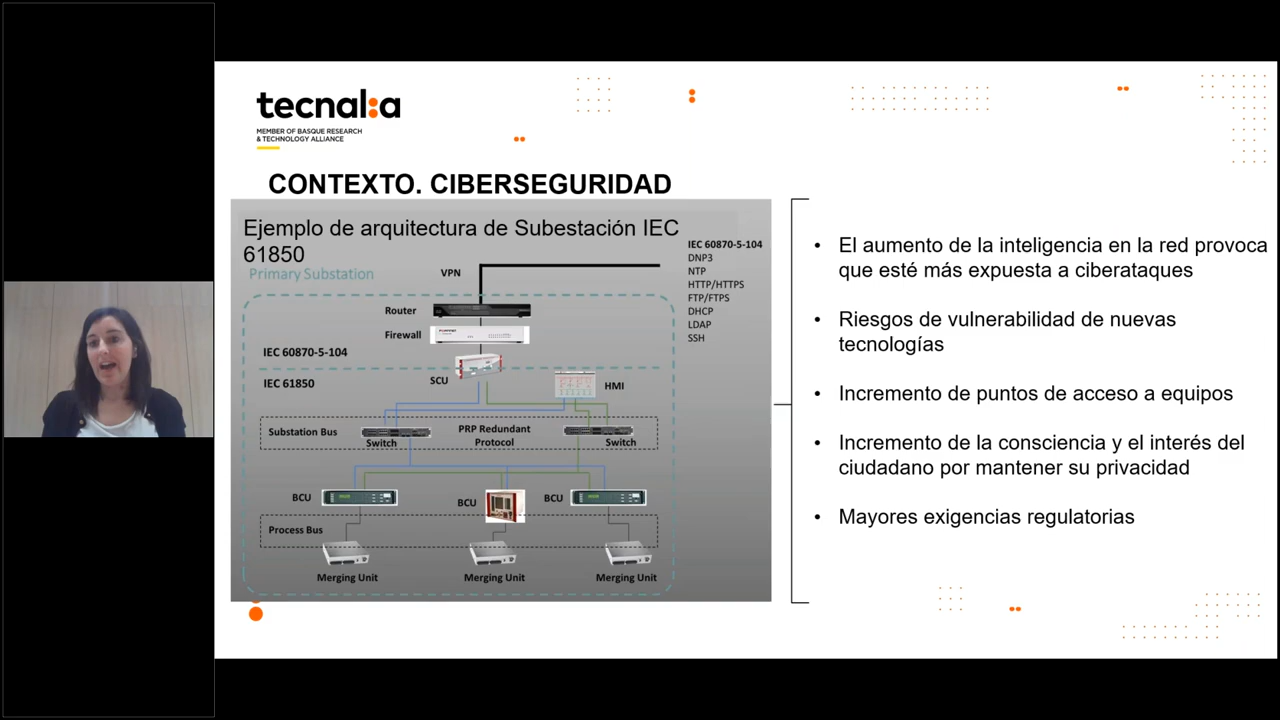 tecnalia
MEMBER OF BASQUE RESEARCH
& TECHNOLOGY ALLIANCE
CONTEXTO. CIBERSEGURIDAD
Ejemplo de arquitectura de Subestación IEC
61850
Primary Substation
VPN
IEC 60870-5-104
DNP3
NTP
HTTP/HTTPS
FTP/FTPS
DHCP
LDAP
SSH
Router
Firewall
IEC 60870-5-104
IEC 61850
SCU
HMI
Substation Bus
Switch
PRP Redundant
Protocol
Switch
BCU
BCU
BCU
Process Bus
Merging Unit
Merging Unit
Merging Unit
• El aumento de la inteligencia en la red provoca
que esté más expuesta a ciberataques
• Riesgos de vulnerabilidad de nuevas
tecnologías
• Incremento de puntos de acceso a equipos
• Incremento de la consciencia y el interés del
ciudadano por mantener su privacidad
• Mayores exigencias regulatorias